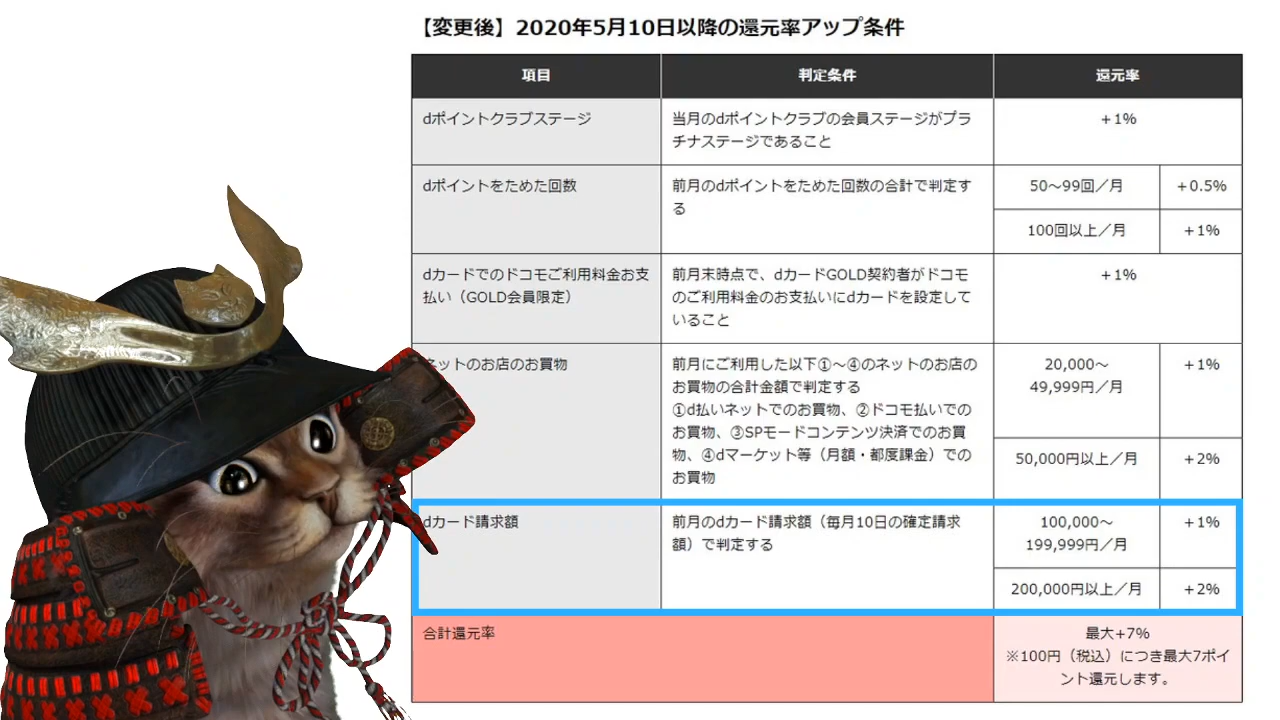 【変更後】2020年5月10日以降の還元率アップ条件
項目
判定条件
還元率
dポイントクラブステージ
当月のdポイントクラブの会員ステージがプラ
チナステージであること
+1%
dポイントをためた回数
前月のdポイントをためた回数の合計で判定す
る
50~99回/月
+0.5%
100回以上/月
+1%
dカードでのドコモご利用料金お支
払い（GOLD会員限定）
前月末時点で、dカードGOLD契約者がドコモ
のご利用料金のお支払いにdカードを設定して
いること
+1%
ネットのお店のお買物
前月にご利用した以下①～④のネットのお店の
お買物の合計金額で判定する
①d払いネットでのお買物、②ドコモ払いでの
お買物、③SPモードコンテンツ決済でのお買
物、④dマーケット等（月額・都度課金）での
お買物
20,000～
49,999円/月
+1%
50,000円以上/月
+2%
dカード請求額
前月のdカード請求額（毎月10日の確定請求
額）で判定する
100,000～
199,999円/月
+1%
200,000円以上/月
+2%
合計還元率
最大+7%
※100円（税込）につき最大7ポイ
ント還元します。